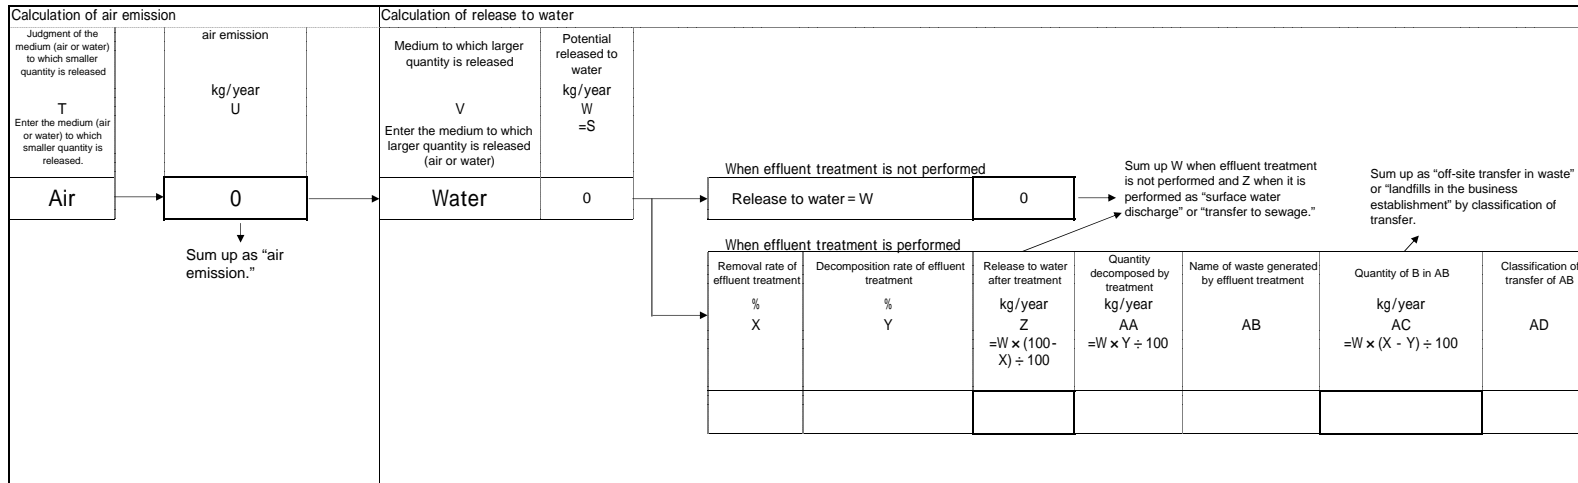 Calculation of air emission
Calculation of release to water
Judgment of the
medium (air or water)
to which smaller
quantity is released
T
Enter the medium (air
or water) to which
smaller quantity is
released.
air emission
kg/year
U
Medium to which larger
quantity is released
V
Enter the medium to which
larger quantity is released
(air or water)
Potential
released to
water
kg/year
W
=S
Air
0
Water
0
Sum up as “air
emission.”
When effluent treatment is not performed
Release to water = W
0
Sum up W when effluent treatment
is not performed and Z when it is
performed as “surface water
discharge” or “transfer to sewage.”
Sum up as “off-site transfer in waste”
or “landfills in the business
establishment” by classification of
transfer.
When effluent treatment is performed
Removal rate of
effluent treatment
%
X
Decomposition rate of effluent
treatment
%
Y
Release to water
after treatment
kg/year
Z
=W × (100-
X) ÷ 100
Quantity
decomposed by
treatment
kg/year
AA
=W × Y ÷ 100
Name of waste generated
by effluent treatment
AB
Quantity of B in AB
kg/year
AC
=W × (X - Y) ÷ 100
Classification of
transfer of AB
AD